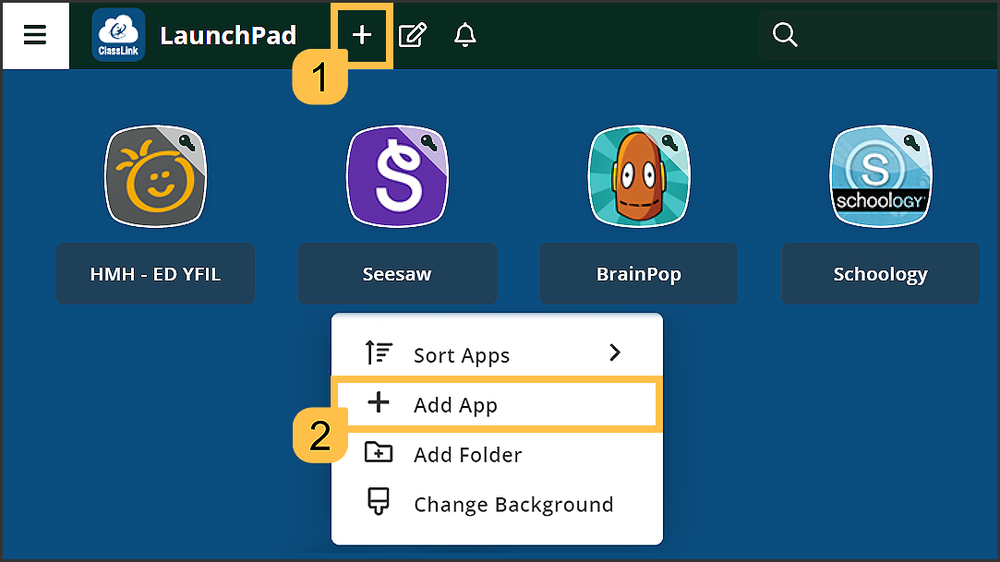 ClassLink
LaunchPad
1
S
schoology
HMH - ED YFIL
Seesaw
BrainPop
Schoology
Sort Apps
Add App
2
Add Folder
Change Background